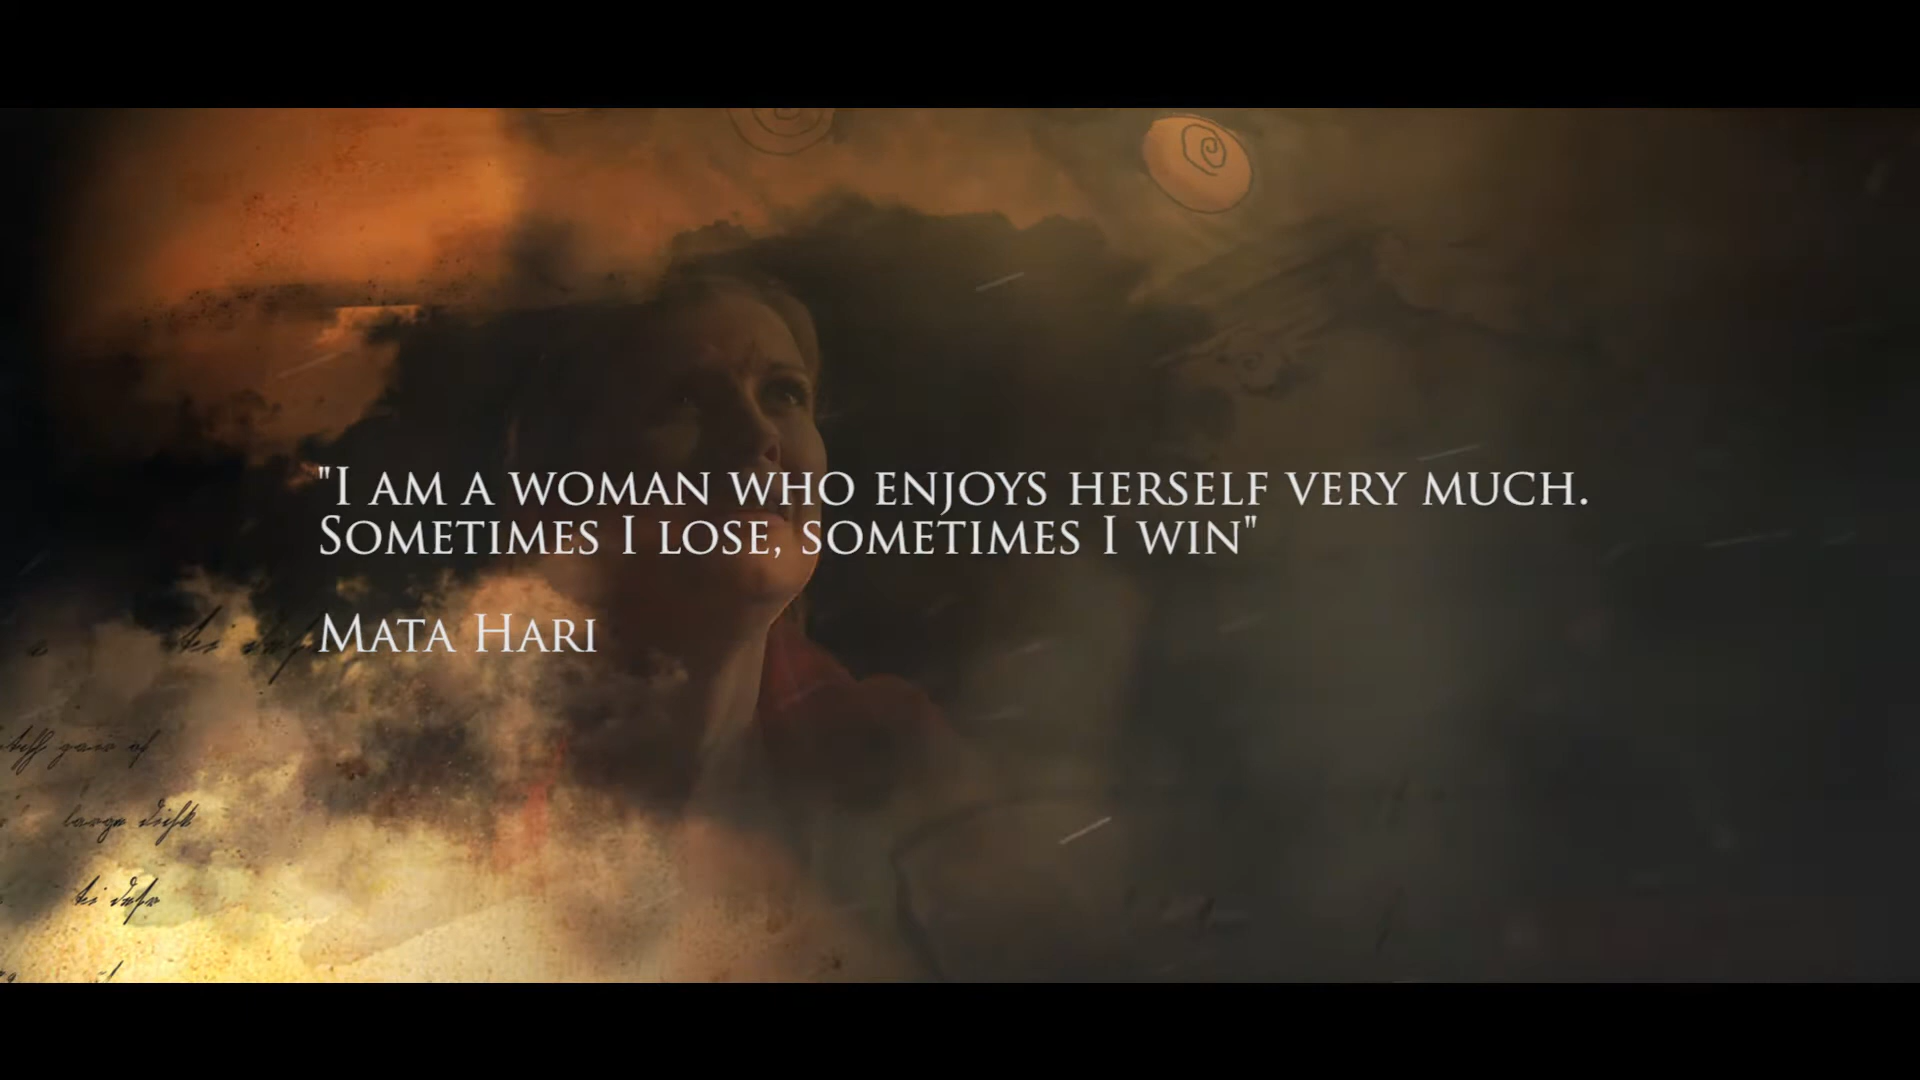 "I am a woman who enjoys herself very much.
Sometimes I lose, sometimes I win"
Mata Hari